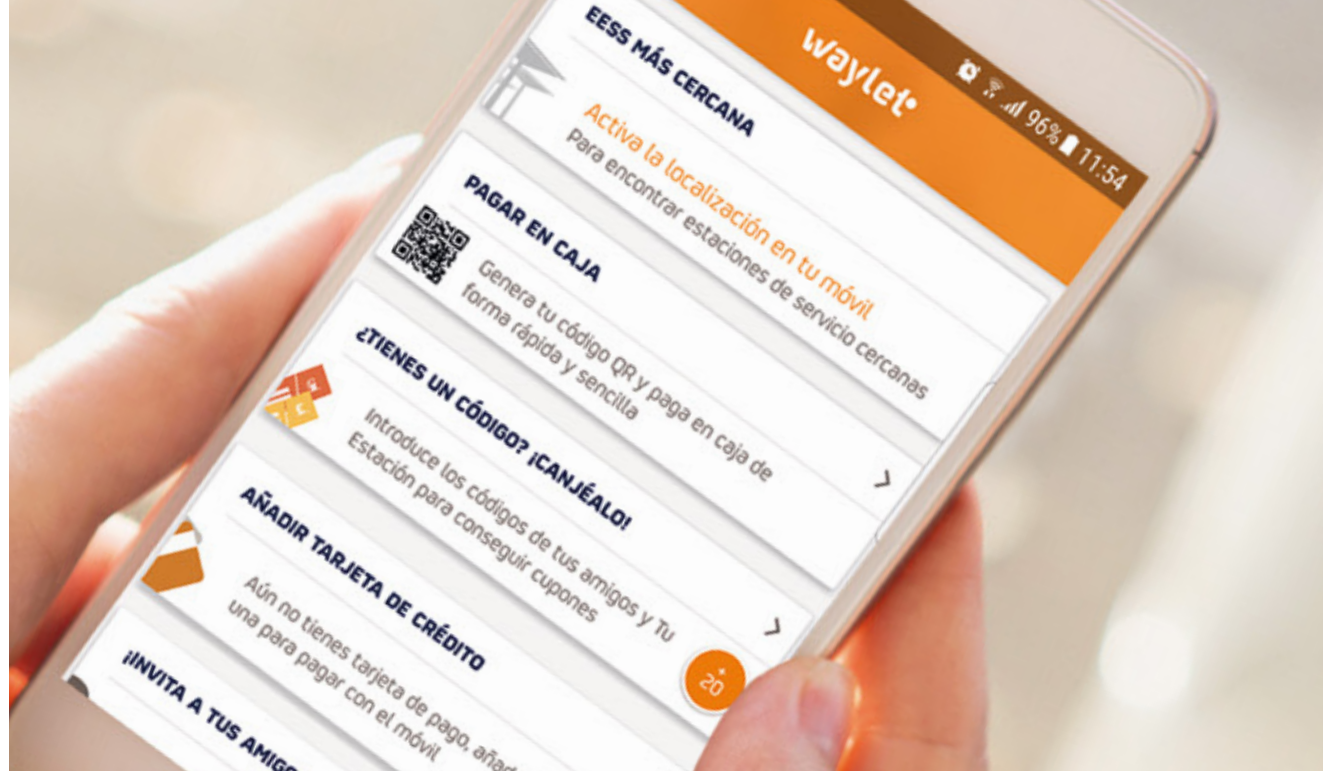 96% 11:54
waylet
EESS MÁS CERCANA
Activa la localización en tu móvil
Para encontrar estaciones de servicio cercanas
PAGAR EN CAJA
Genera tu código QR y paga en caja de
forma rápida y sencilla
¿TIENES UN CÓDIGO? ¡CANJÉALO!
Introduce los códigos de tus amigos y Tu
Estación para conseguir cupones
+
20
AÑADIR TARJETA DE CRÉDITO
Aún no tienes tarjeta de pago,
una para pagar con el móvil
¡INVITA A TUS